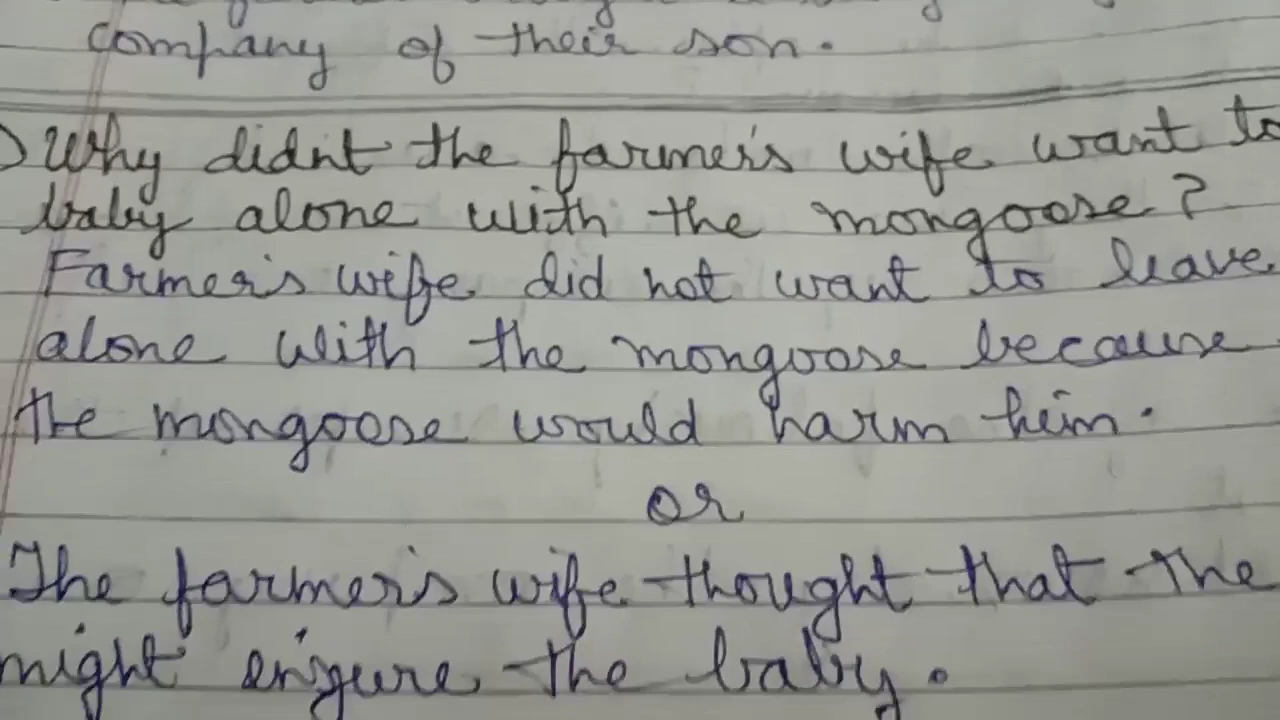 company of their son.
Why didnt the farmer's wife want to
baby alone with the mongoose?
Farmer's wife did not want to leave
alone with the mongoose because
the mongoose would harm him.
or
The farmer's wife thought that the
might enjure the baby.